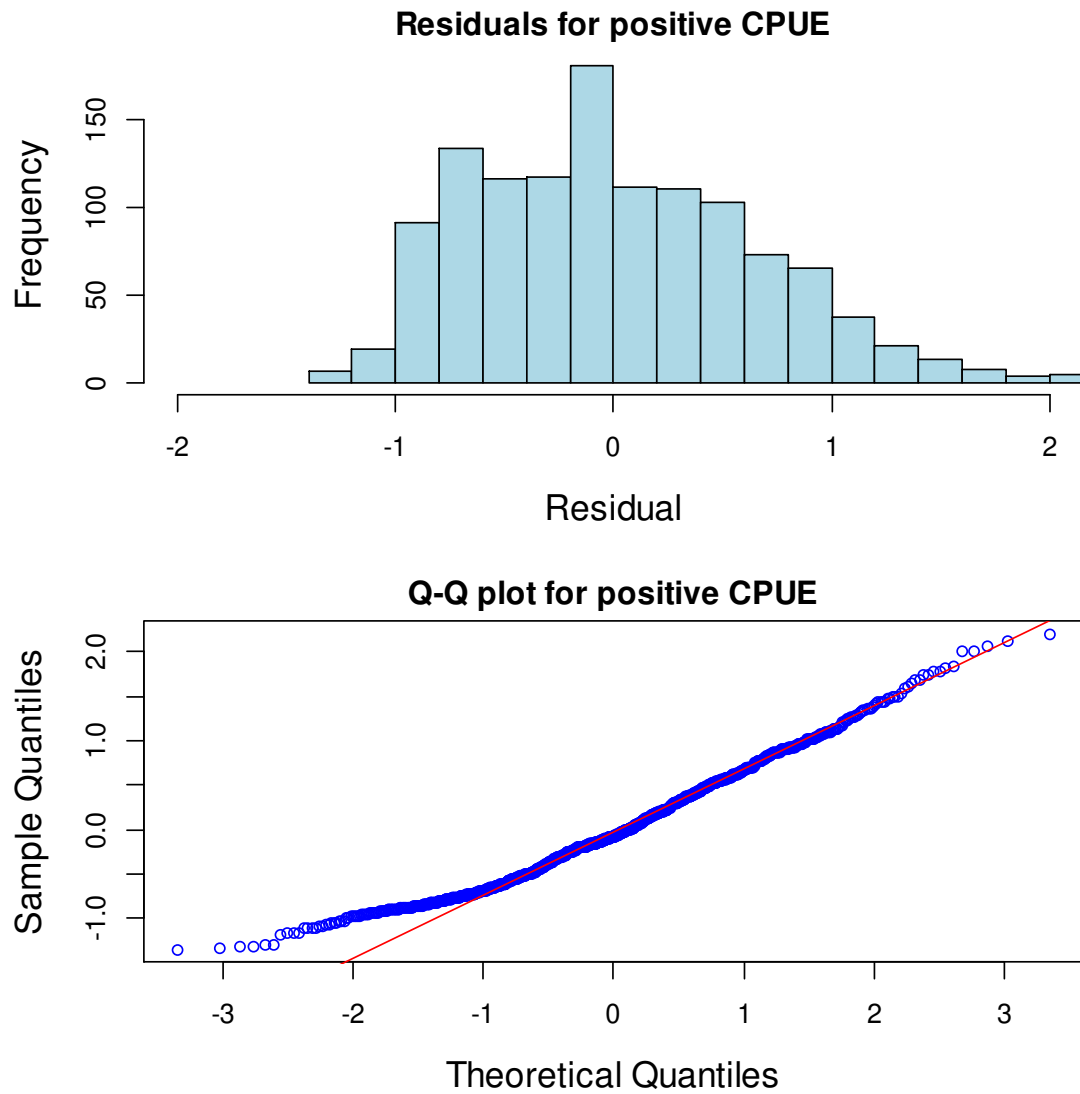 Residuals for positive CPUE
Frequency
150
100
50
0
-2 -1 0 1 2
Residual
Q-Q plot for positive CPUE
Sample Quantiles
2.0
1.0
0.0
-1.0
-3 -2 -1 0 1 2 3
Theoretical Quantiles